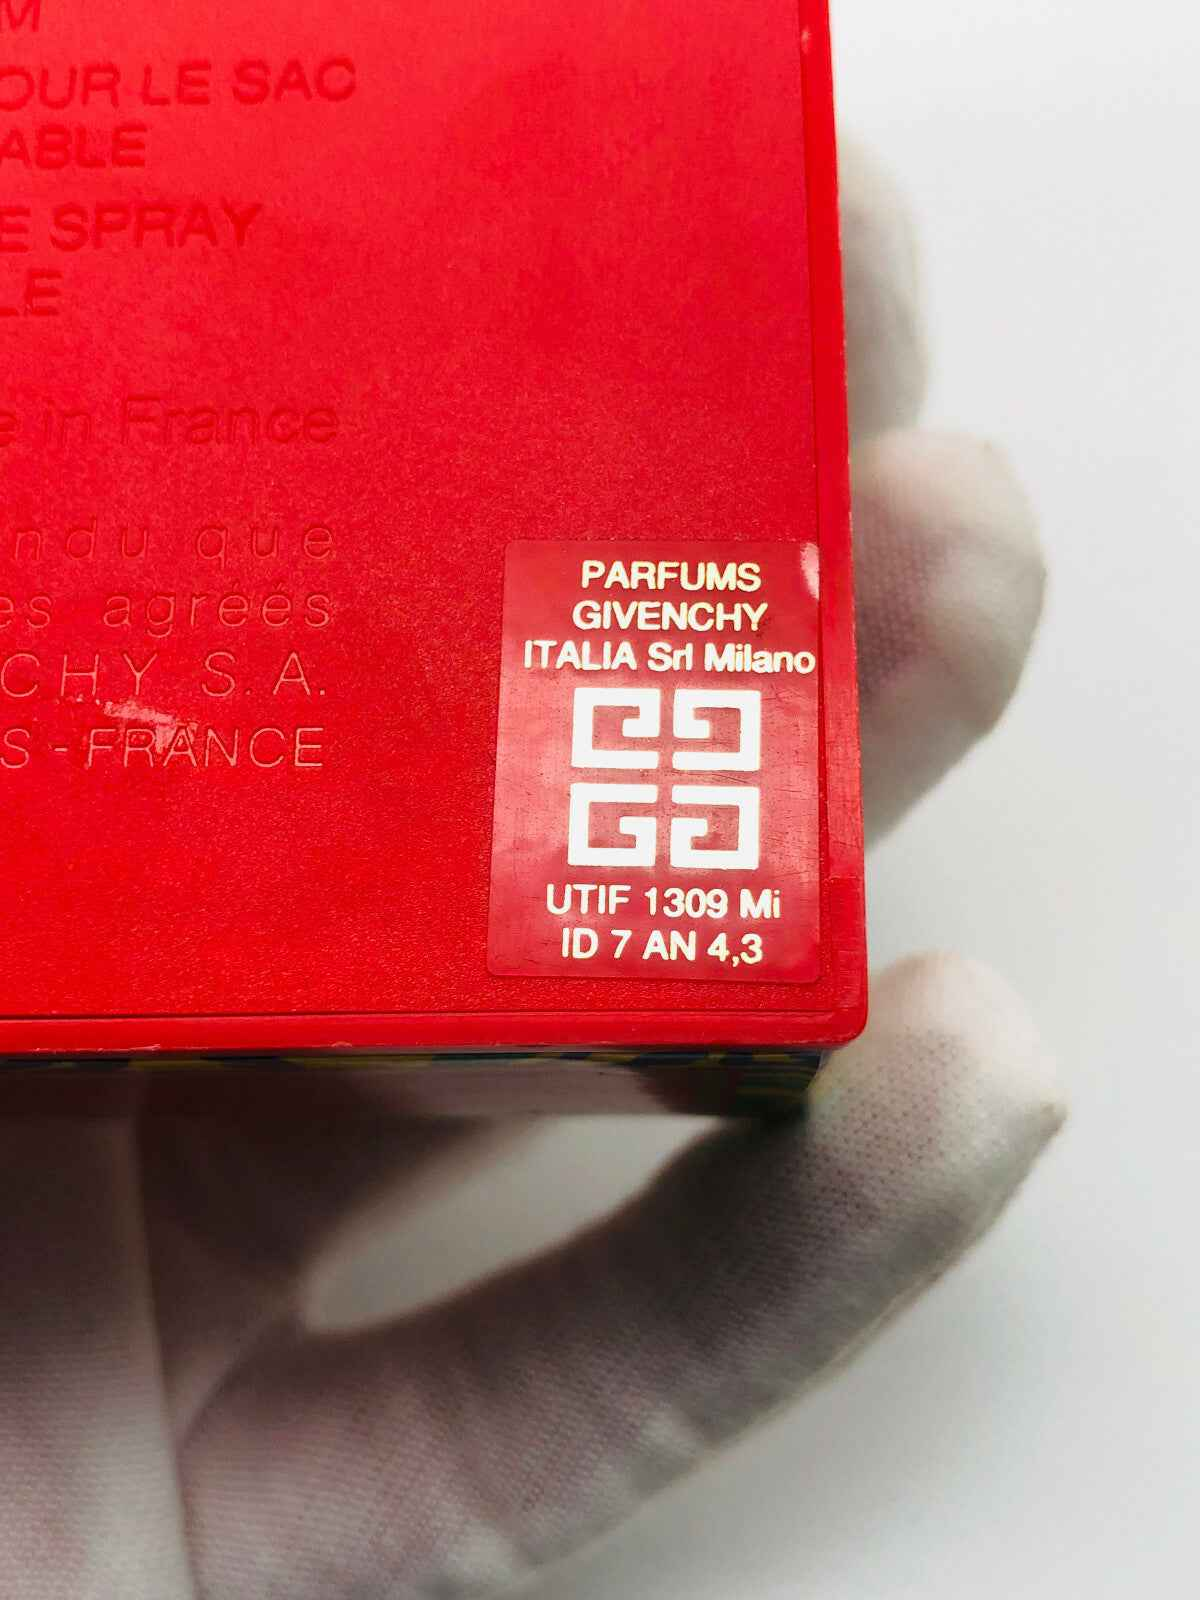 M
OUR LE SAC
ABLE
E SPRAY
LE
e in France
ndu que
es agréés
CHY S.A.
S - FRANCE
PARFUMS
GIVENCHY
ITALIA Srl Milano
UTIF 1309 Mi
ID 7 AN 4,3